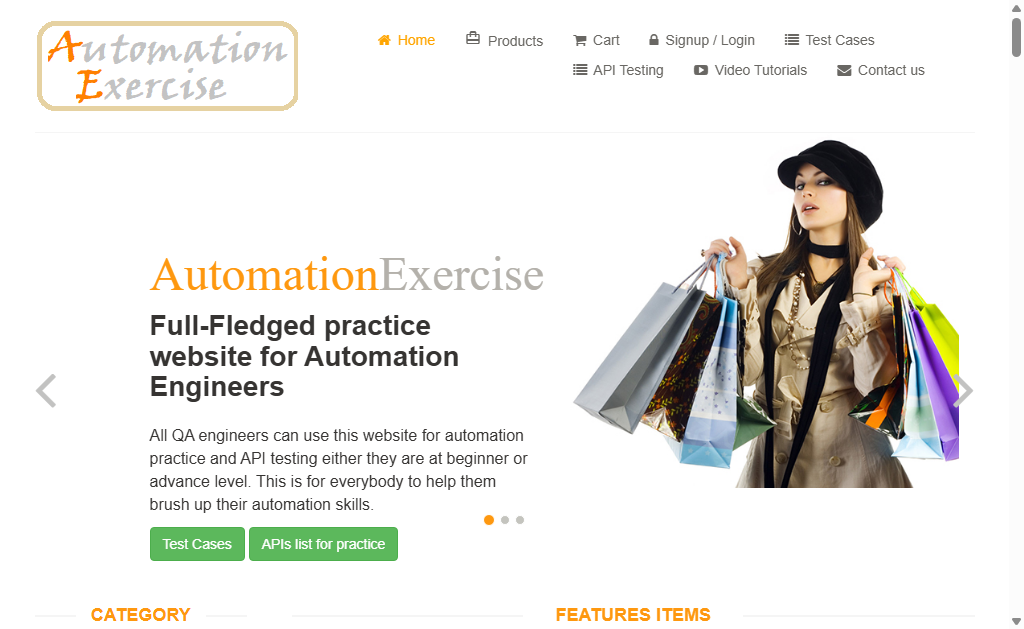 Automation
Exercise
Home
Products
Cart
Signup / Login
Test Cases
API Testing
Video Tutorials
Contact us
AutomationExercise
Full-Fledged practice
website for Automation
Engineers
All QA engineers can use this website for automation
practice and API testing either they are at beginner or
advance level. This is for everybody to help them
brush up their automation skills.
Test Cases
APIs list for practice
CATEGORY
FEATURES ITEMS